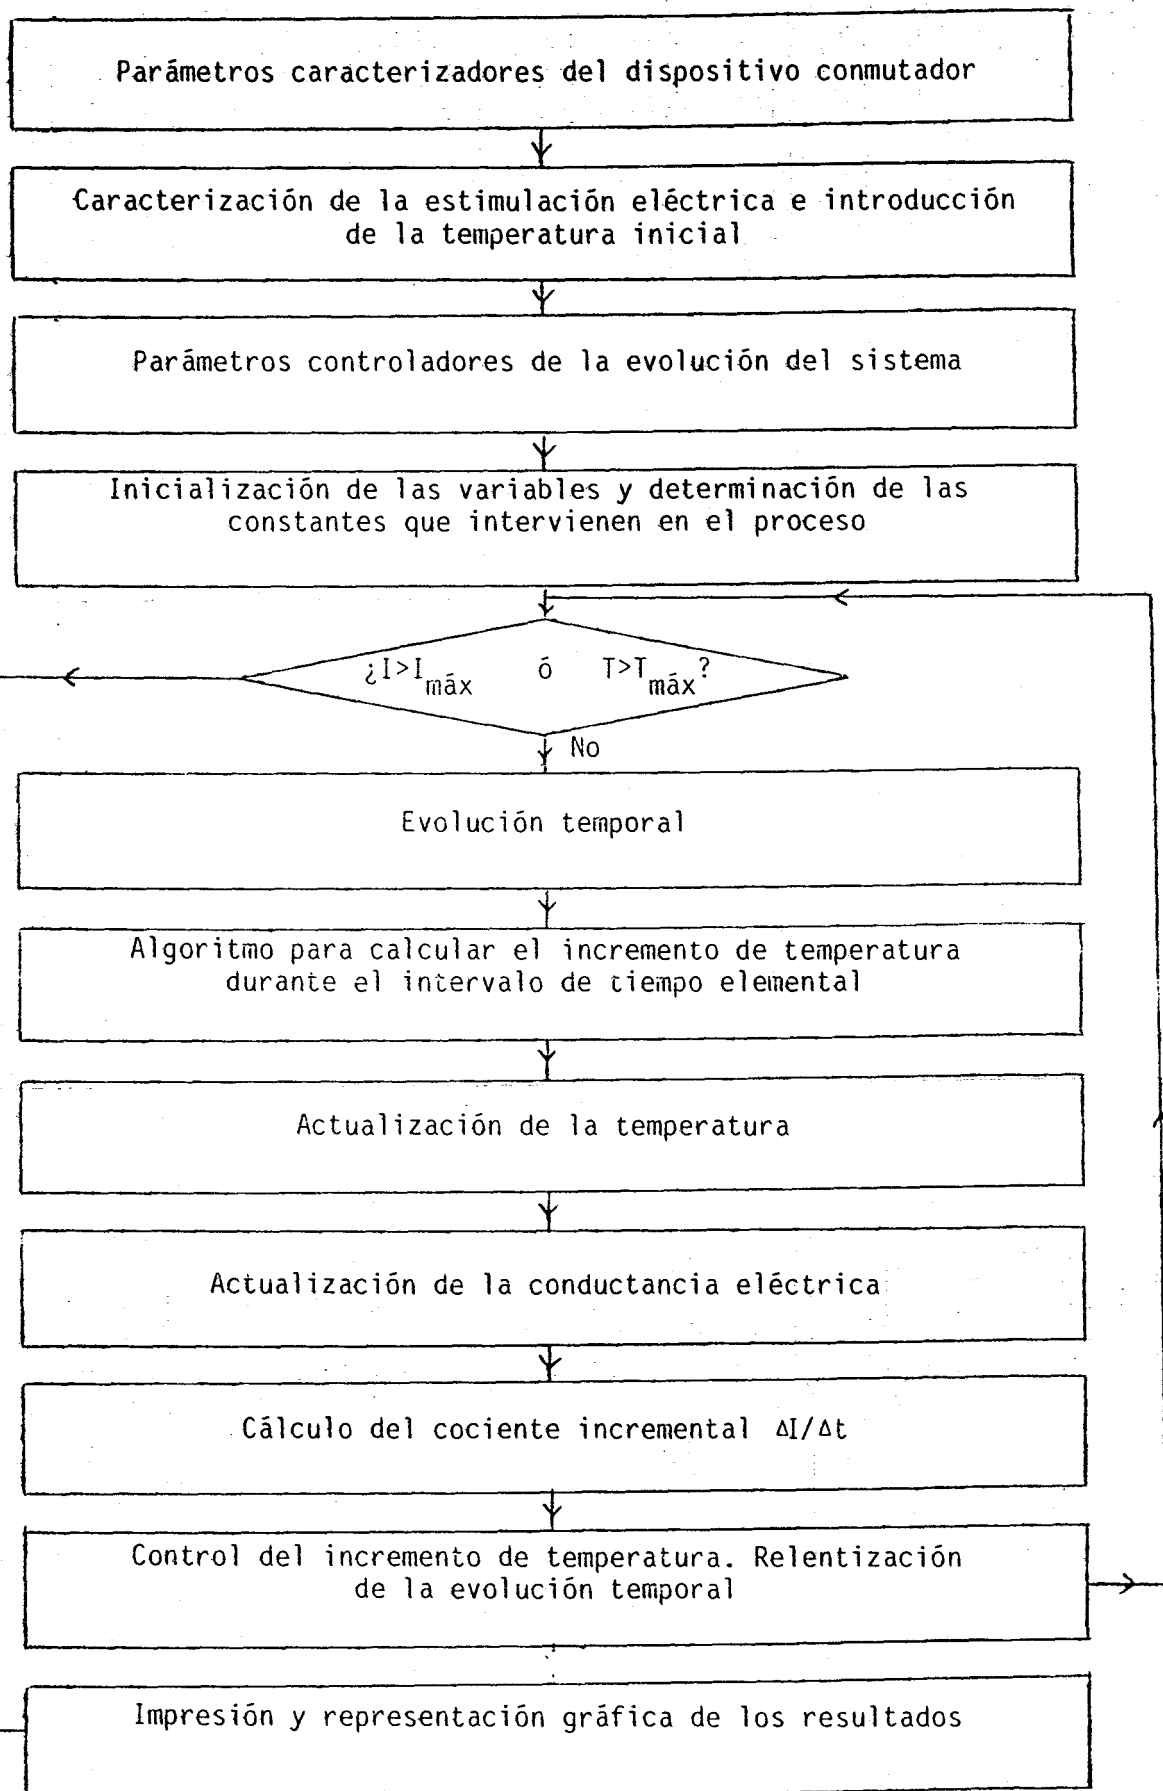 Parámetros caracterizadores del dispositivo conmutador
Caracterización de la estimulación eléctrica e introducción
de la temperatura inicial
Parámetros controladores de la evolución del sistema
Inicialización de las variables y determinación de las
constantes que intervienen en el proceso
¿I>Imáx ó T>Tmáx?
No
Evolución temporal
Algoritmo para calcular el incremento de temperatura
durante el intervalo de tiempo elemental
Actualización de la temperatura
Actualización de la conductancia eléctrica
Cálculo del cociente incremental ΔI/Δt
Control del incremento de temperatura. Relentización
de la evolución temporal
Impresión y representación gráfica de los resultados